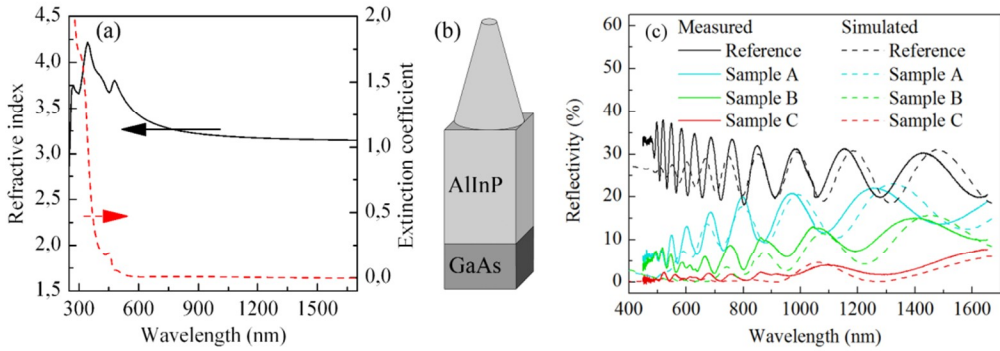 (a)
Refractive index
4.5
4.0
3.5
3.0
2.5
2.0
1.5
2.0
1.5
1.0
0.5
0.0
Extinction coefficient
300 600 900 1200 1500
Wavelength (nm)
(b)
AlInP
GaAs
(c)
Measured Simulated
Reference Reference
Sample A Sample A
Sample B Sample B
Sample C Sample C
Reflectivity (%)
60
50
40
30
20
10
0
400 600 800 1000 1200 1400 1600
Wavelength (nm)